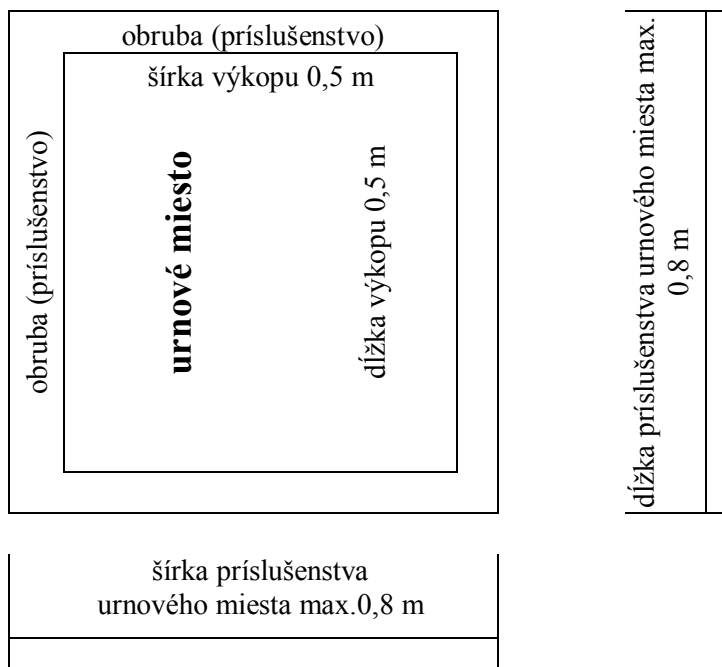 obruba (príslušenstvo)
šírka výkopu 0,5 m
obruba (príslušenstvo)
urnové miesto
dĺžka výkopu 0,5 m
dĺžka príslušenstva urnového miesta max.
0,8 m
šírka príslušenstva
urnového miesta max.0,8 m